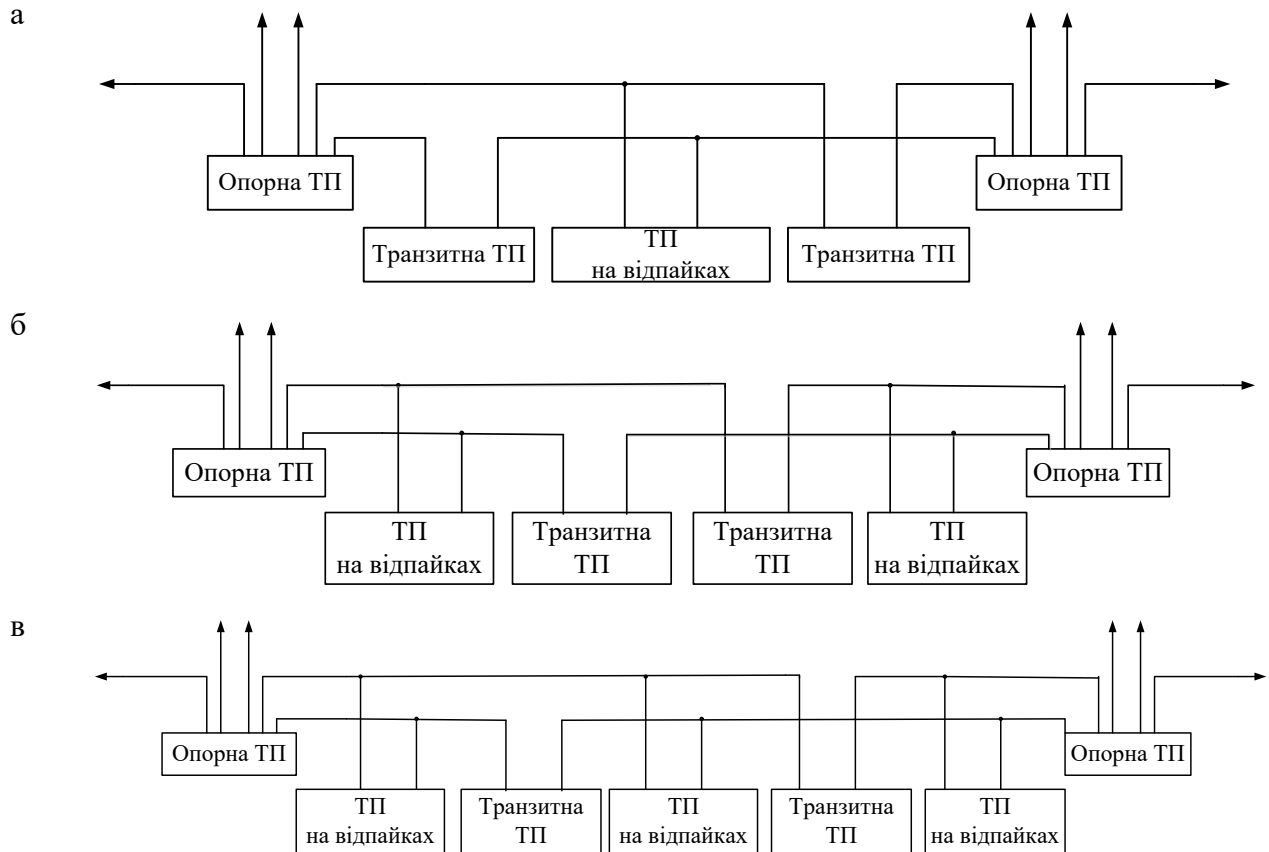 а
Опорна ТП
Опорна ТП
Транзитна ТП
ТП
на відпайках
Транзитна ТП
б
Опорна ТП
Опорна ТП
ТП
на відпайках
Транзитна
ТП
Транзитна
ТП
ТП
на відпайках
в
Опорна ТП
Опорна ТП
ТП
на відпайках
Транзитна
ТП
ТП
на відпайках
Транзитна
ТП
ТП
на відпайках